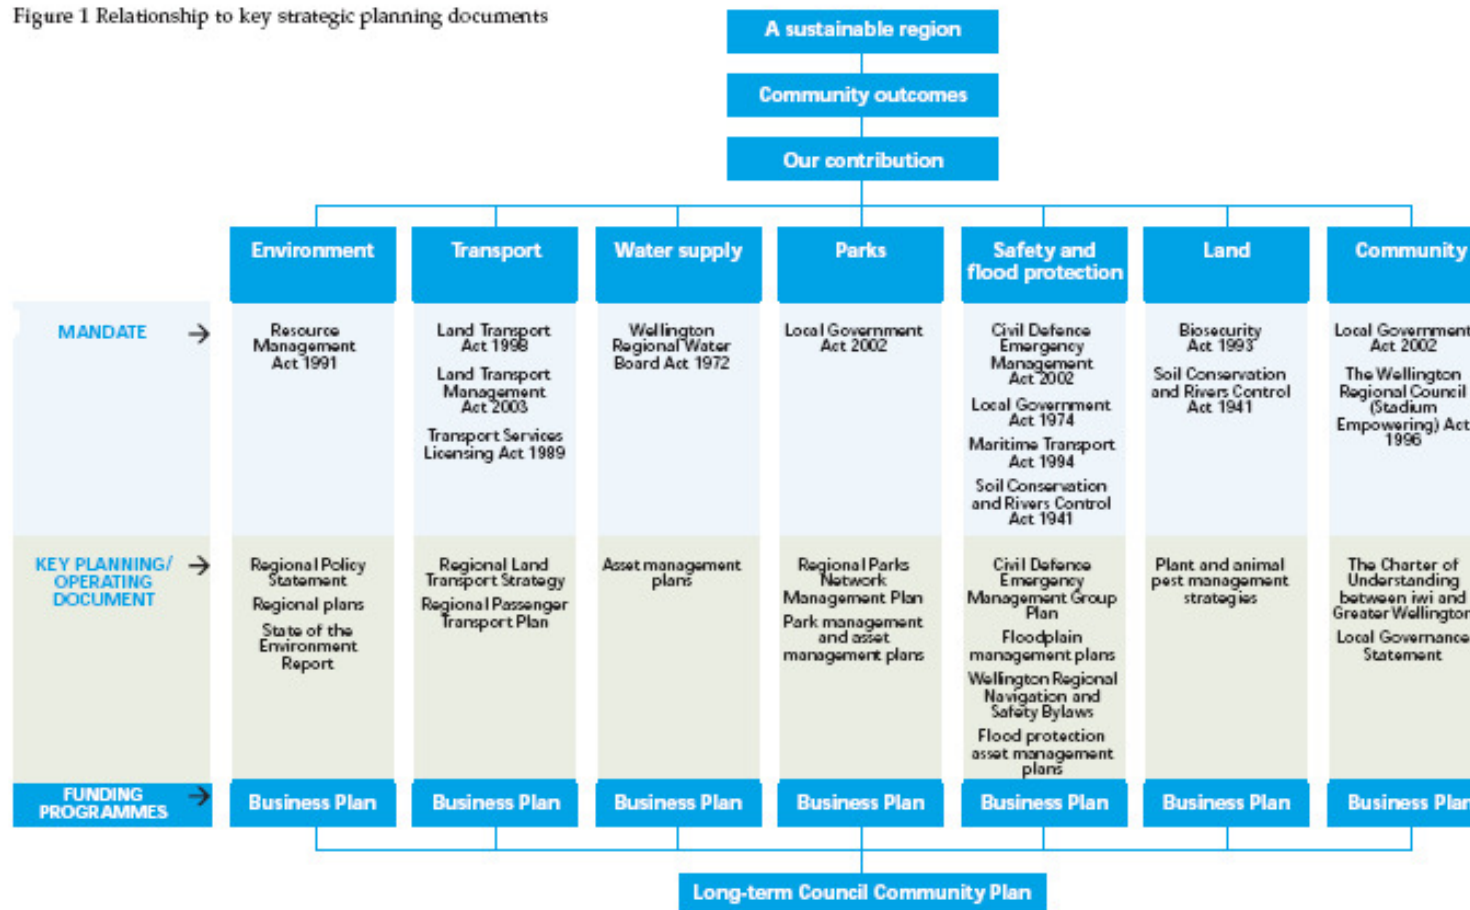 Figure 1 Relationship to key strategic planning documents
A sustainable region
Community outcomes
Our contribution
Environment
Transport
Water supply
Parks
Safety and
flood protection
Land
Community
MANDATE →
Resource
Management
Act 1991
Land Transport
Act 1998
Land Transport
Management
Act 2003
Transport Services
Licensing Act 1989
Wellington
Regional Water
Board Act 1972
Local Government
Act 2002
Civil Defence
Emergency
Management
Act 2002
Local Government
Act 1974
Maritime Transport
Act 1994
Soil Conservation
and Rivers Control
Act 1941
Biosecurity
Act 1993
Soil Conservation
and Rivers Control
Act 1941
Local Government
Act 2002
The Wellington
Regional Council
(Stadium
Empowering) Act
1996
KEY PLANNING/ →
OPERATING
DOCUMENT
Regional Policy
Statement
Regional plans
State of the
Environment
Report
Regional Land
Transport Strategy
Regional Passenger
Transport Plan
Asset management
plans
Regional Parks
Network
Management Plan
Park management
and asset
management plans
Civil Defence
Emergency
Management Group
Plan
Floodplain
management plans
Wellington Regional
Navigation and
Safety Bylaws
Flood protection
asset management
plans
Plant and animal
pest management
strategies
The Charter of
Understanding
between iwi and
Greater Wellington
Local Governance
Statement
FUNDING →
PROGRAMMES
Business Plan
Business Plan
Business Plan
Business Plan
Business Plan
Business Plan
Business Plan
Long-term Council Community Plan